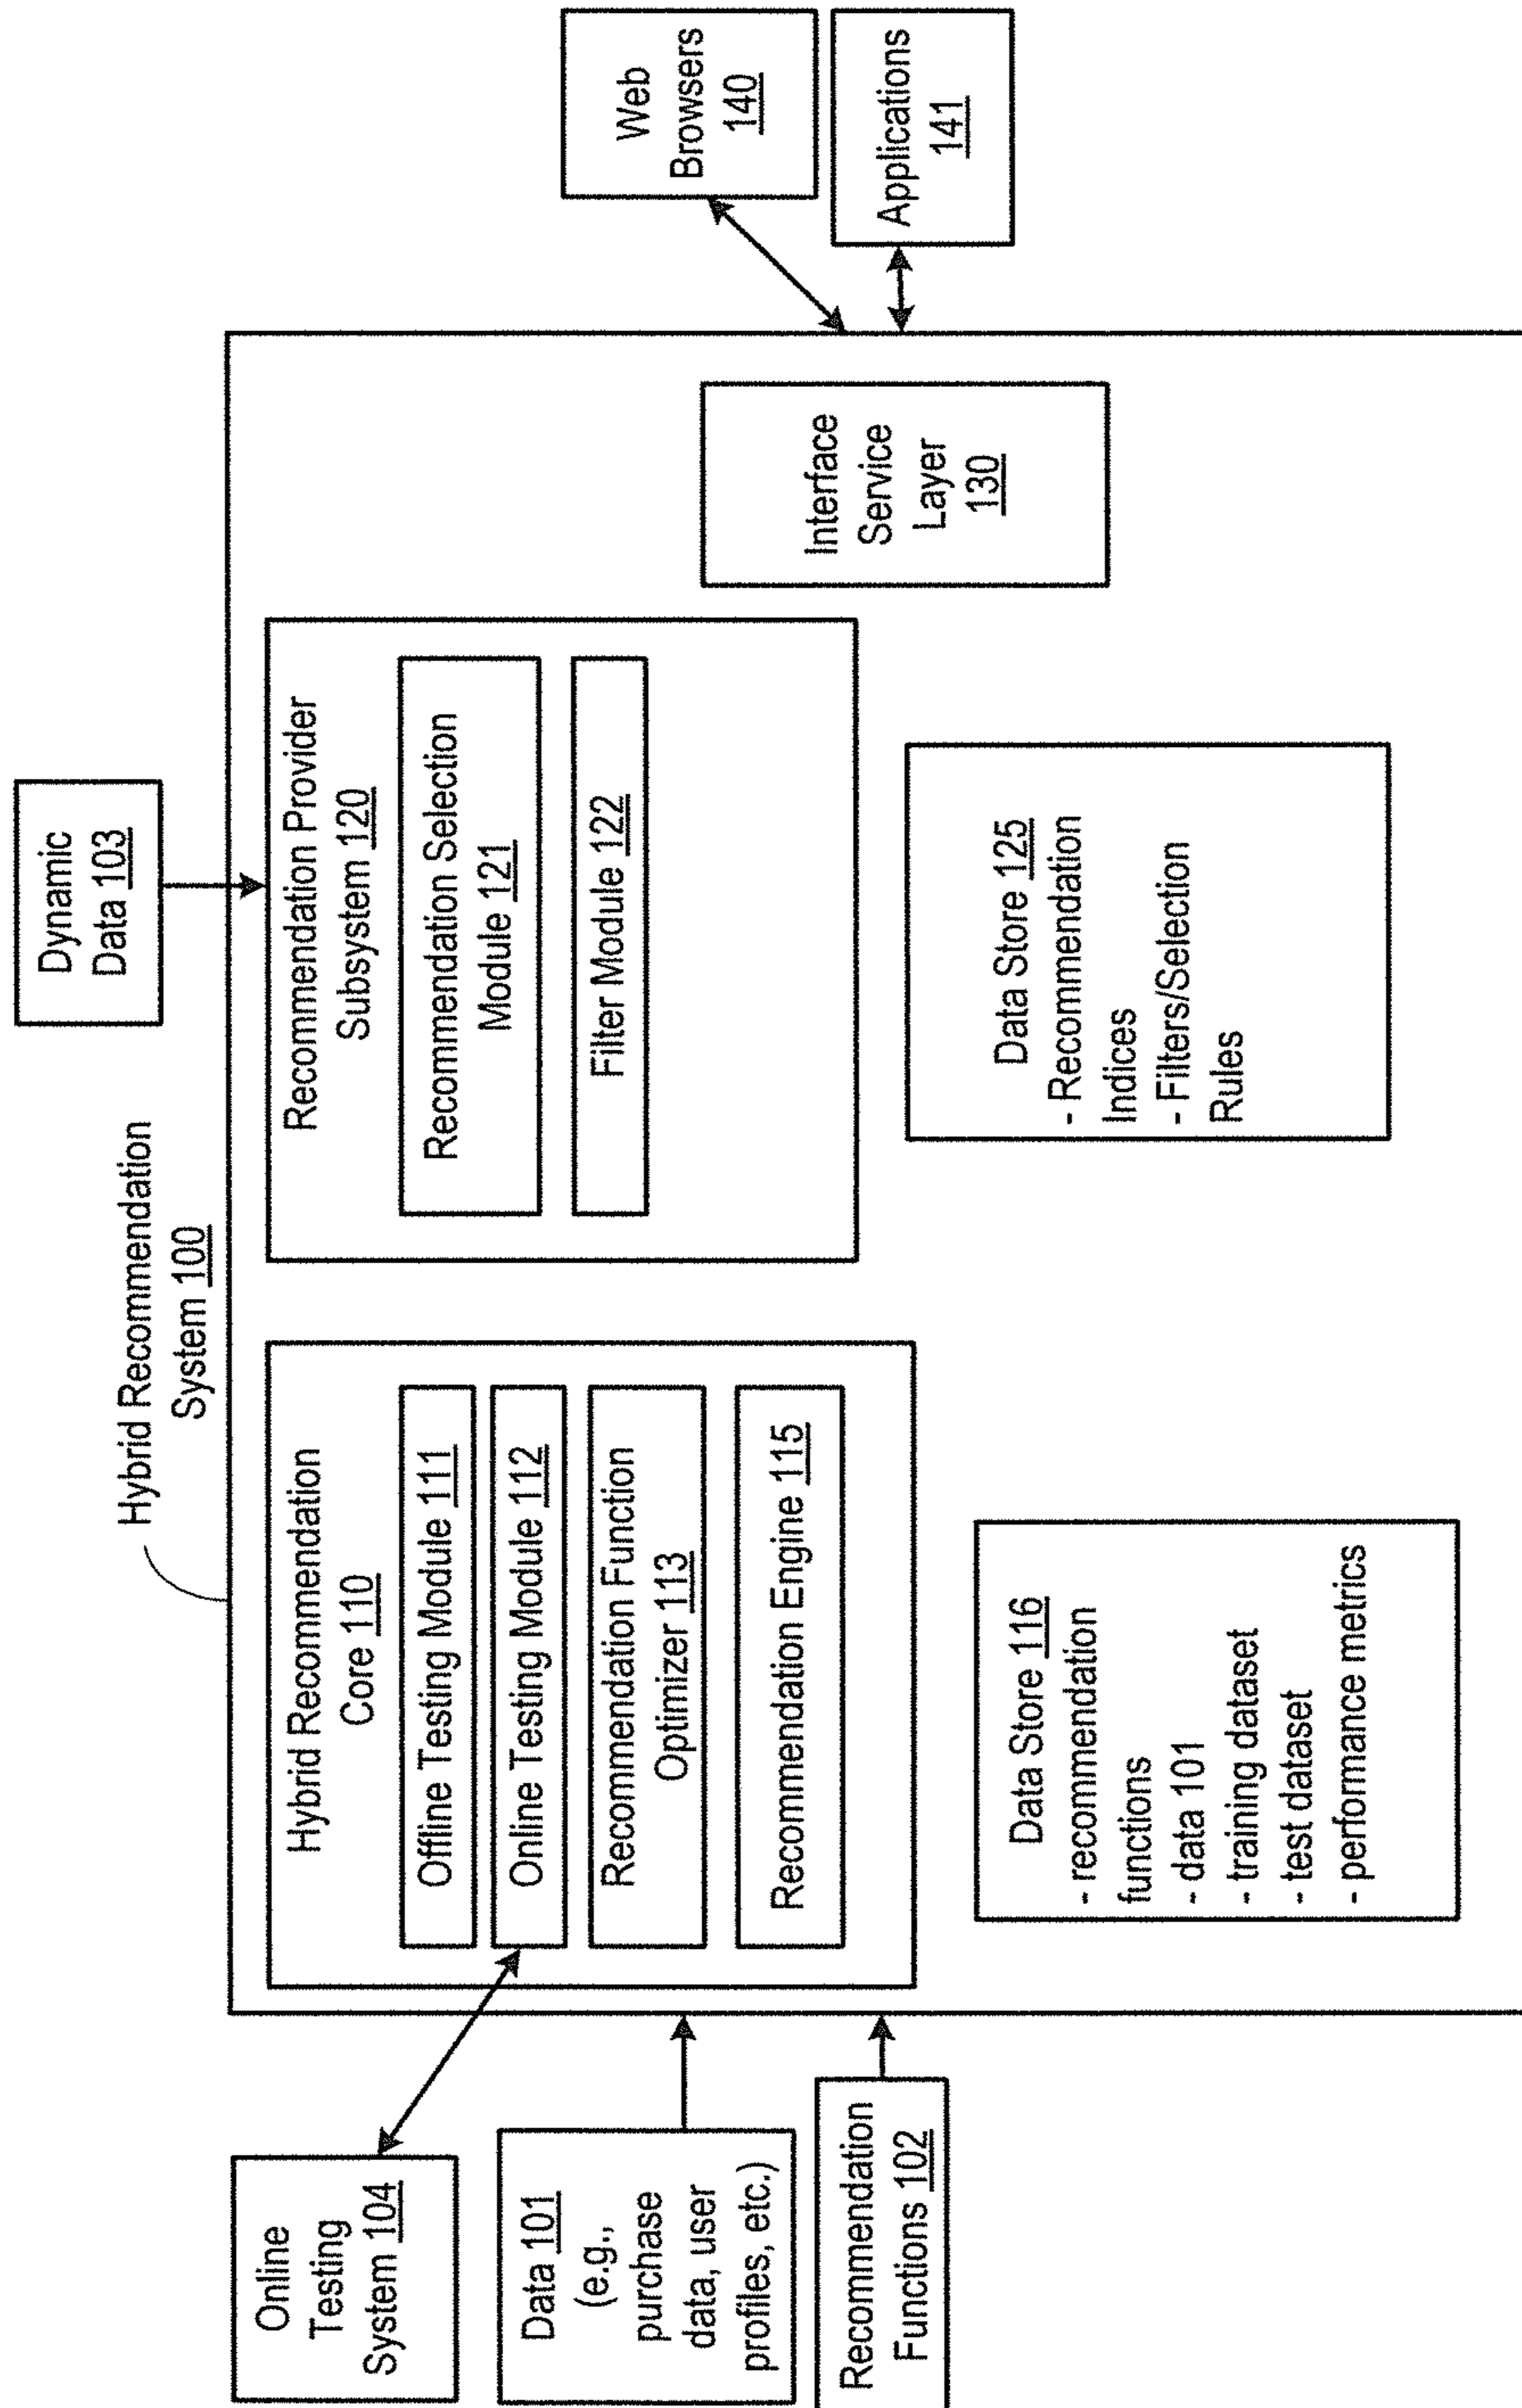 Dynamic
Data 103
Hybrid Recommendation
System 100
Online
Testing
System 104
Data 101
(e.g.,
purchase
data, user
profiles, etc.)
Recommendation
Functions 102
Hybrid Recommendation
Core 110
Offline Testing Module 111
Online Testing Module 112
Recommendation Function
Optimizer 113
Recommendation Engine 115
Data Store 116
- recommendation
functions
- data 101
- training dataset
- test dataset
- performance metrics
Recommendation Provider
Subsystem 120
Recommendation Selection
Module 121
Filter Module 122
Data Store 125
- Recommendation
Indices
- Filters/Selection
Rules
Interface
Service
Layer
130
Web
Browsers
140
Applications
141